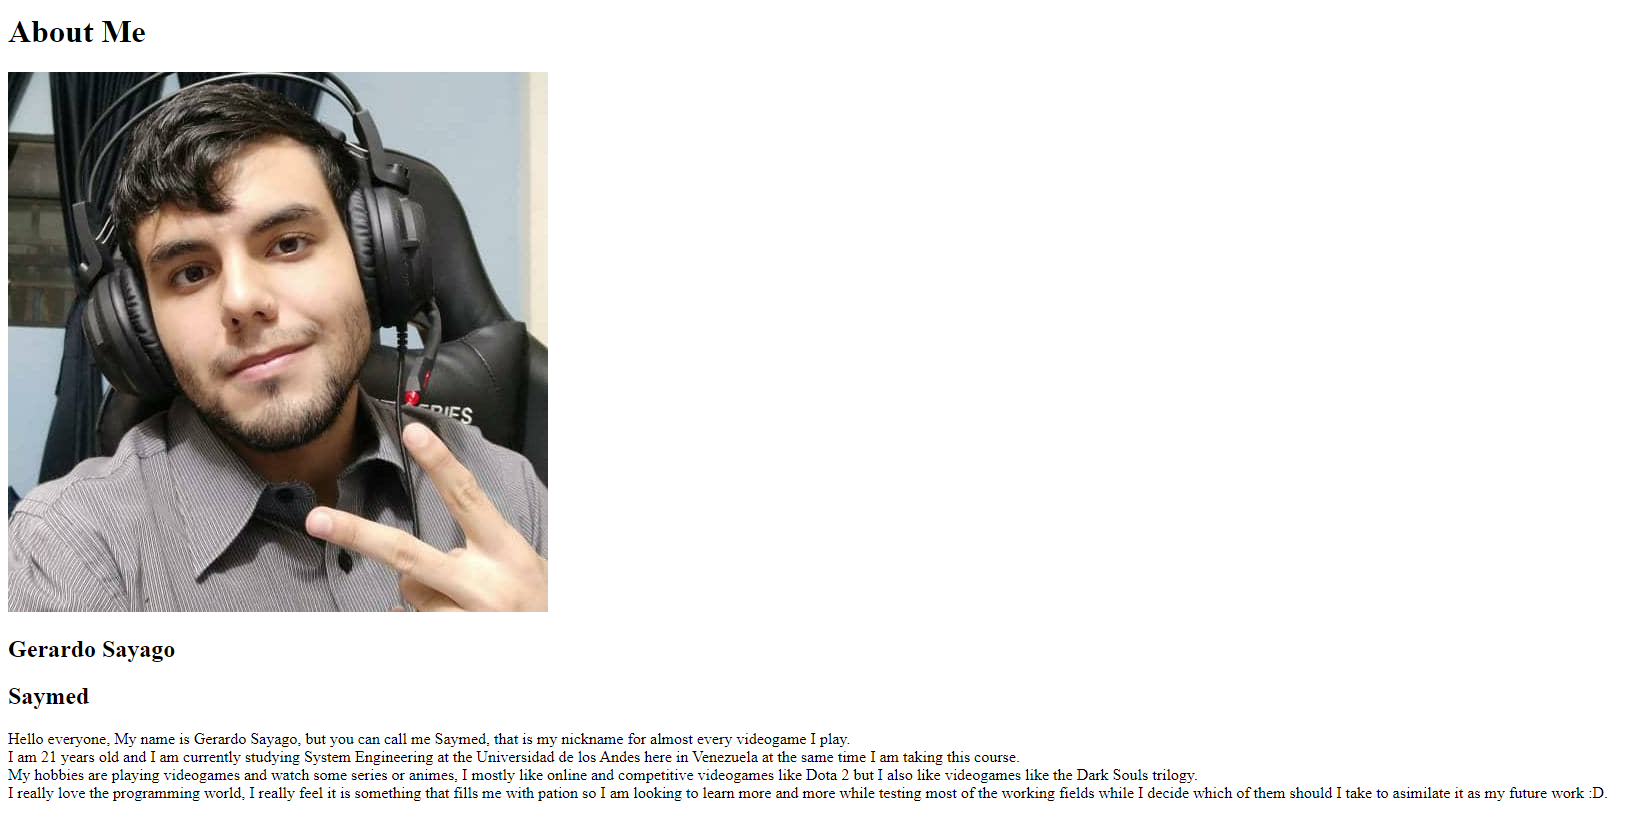 About Me
ERIES
Gerardo Sayago
Saymed
Hello everyone, My name is Gerardo Sayago, but you can call me Saymed, that is my nickname for almost every videogame I play.
I am 21 years old and I am currently studying System Engineering at the Universidad de los Andes here in Venezuela at the same time I am taking this course.
My hobbies are playing videogames and watch some series or animes, I mostly like online and competitive videogames like Dota 2 but I also like videogames like the Dark Souls trilogy.
I really love the programming world, I really feel it is something that fills me with pation so I am looking to learn more and more while testing most of the working fields while I decide which of them should I take to asimilate it as my future work :D.